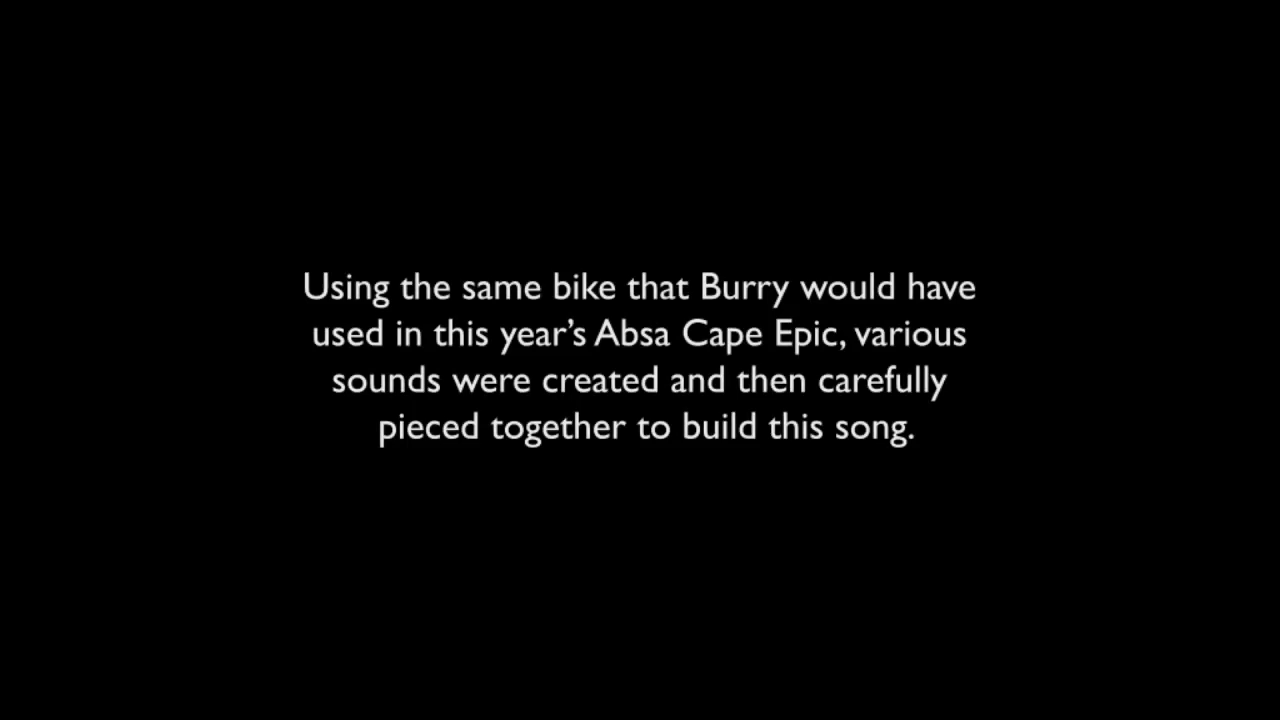 Using the same bike that Burry would have
used in this year’s Absa Cape Epic, various
sounds were created and then carefully
pieced together to build this song.